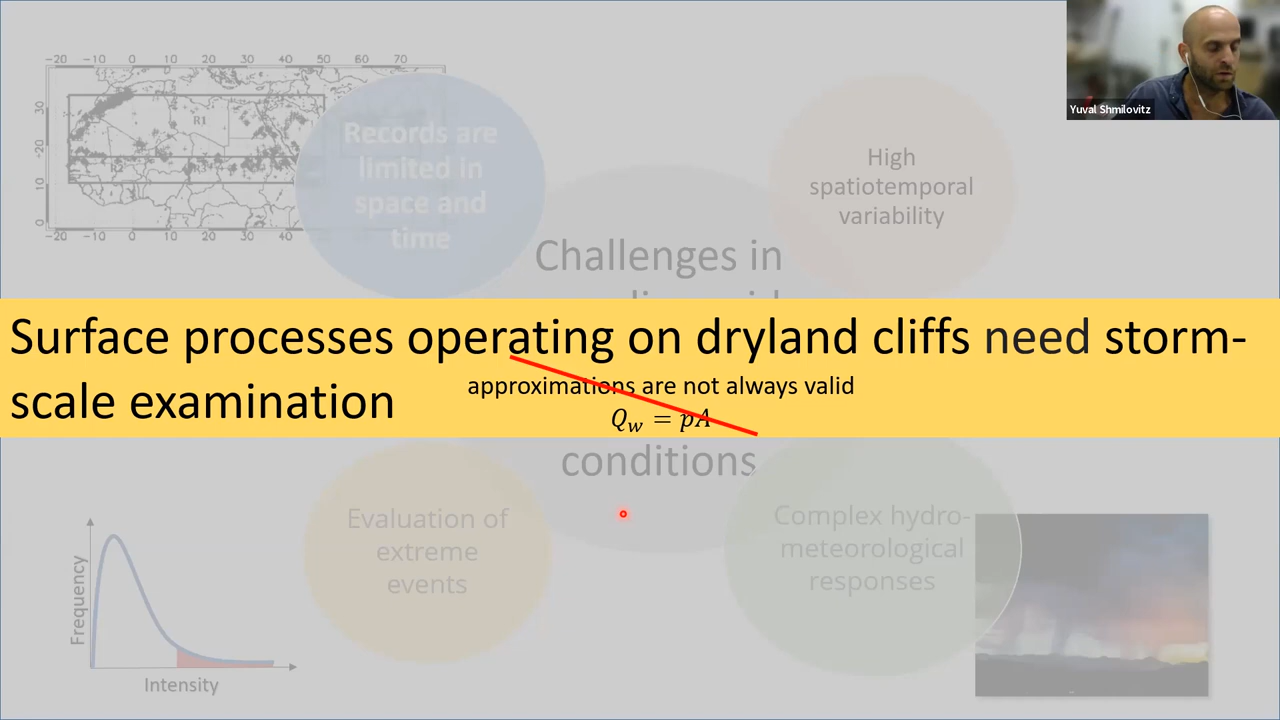 -20 -10 0 10 20 30 40 50 60 70
30
20
10
0
R1
-20 -10 0 10 20 30 40
Records are
limited in
space and
time
High
spatiotemporal
variability
Yuval Shmilovitz
Challenges in
Surface processes operating on dryland cliffs need storm-
scale examination
approximations are not always valid
Q_w = pA
conditions
Evaluation of
extreme
events
Complex hydro-
meteorological
responses
Frequency
Intensity